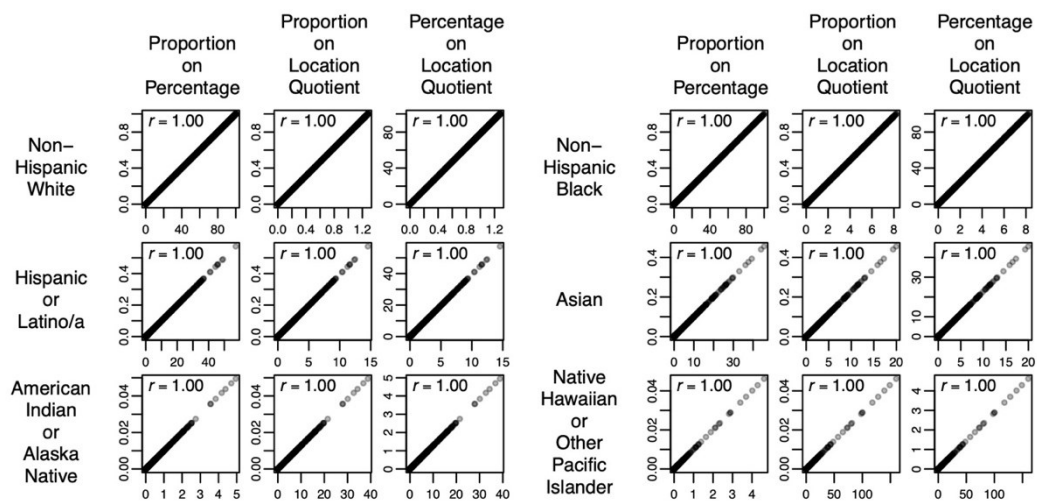 Proportion on Percentage
Proportion on Location Quotient
Percentage on Location Quotient
Proportion on Percentage
Proportion on Location Quotient
Percentage on Location Quotient
Non–Hispanic White
r = 1.00
r = 1.00
r = 1.00
0.0 0.4 0.8
0 40 80
0.0 0.4 0.8
0.0 0.4 0.8 1.2
0 40 80
0.0 0.4 0.8 1.2
Non–Hispanic Black
r = 1.00
r = 1.00
r = 1.00
0.0 0.4 0.8
0 40 80
0.0 0.4 0.8
0 2 4 6 8
0 40 80
0 2 4 6 8
Hispanic or Latino/a
r = 1.00
r = 1.00
r = 1.00
0.0 0.2 0.4
0 20 40
0.0 0.2 0.4
0 5 10 15
0 20 40
0 5 10 15
Asian
r = 1.00
r = 1.00
r = 1.00
0.0 0.2 0.4
0 10 30
0.0 0.2 0.4
0 5 10 15 20
0 10 30
0 5 10 15 20
American Indian or Alaska Native
r = 1.00
r = 1.00
r = 1.00
0.00 0.02 0.04
0 1 2 3 4 5
0.00 0.02 0.04
0 10 20 30 40
0 1 2 3 4 5
0 10 20 30 40
Native Hawaiian or Other Pacific Islander
r = 1.00
r = 1.00
r = 1.00
0.00 0.02 0.04
0 1 2 3 4
0.00 0.02 0.04
0 50 100
0 1 2 3 4
0 50 100